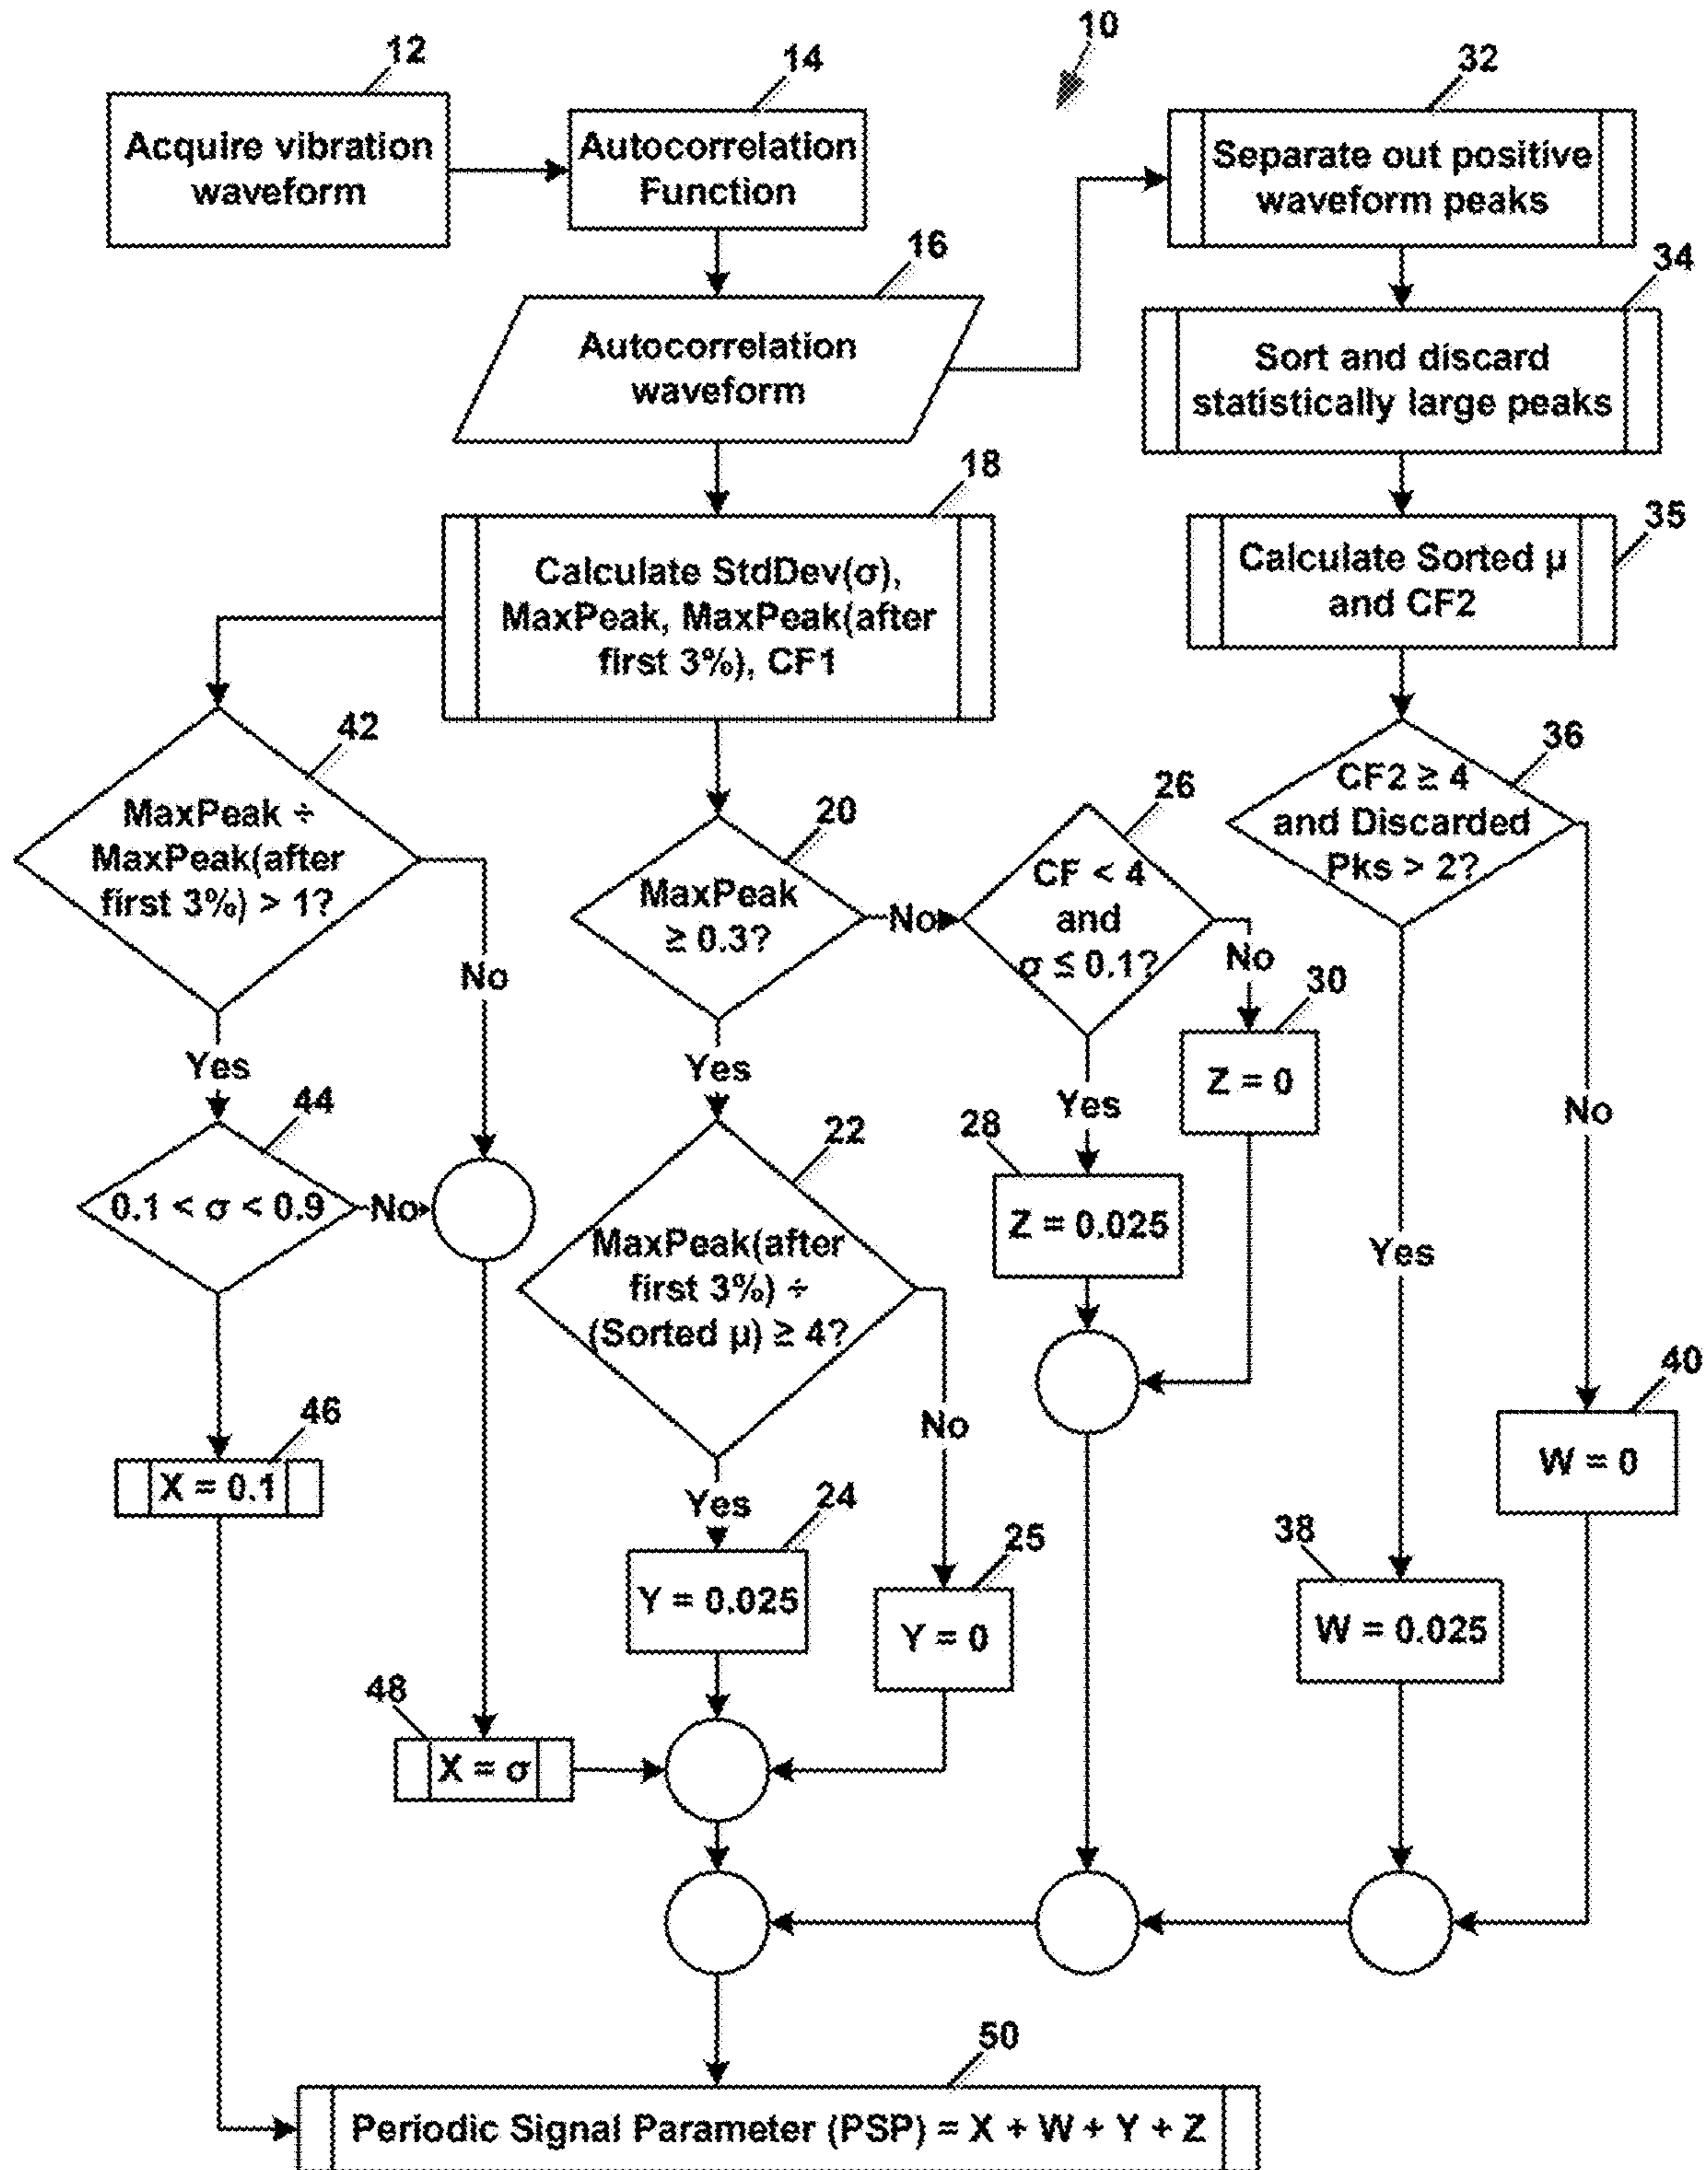 10
12
Acquire vibration
waveform
14
Autocorrelation
Function
16
Autocorrelation
waveform
32
Separate out positive
waveform peaks
34
Sort and discard
statistically large peaks
35
Calculate Sorted μ
and CF2
18
Calculate StdDev(σ),
MaxPeak, MaxPeak(after
first 3%), CF1
42
MaxPeak ÷
MaxPeak(after
first 3%) > 1?
No
Yes
44
0.1 < σ < 0.9
No
46
X = 0.1
48
X = σ
20
MaxPeak
≥ 0.3?
No
Yes
22
MaxPeak(after
first 3%) ÷
(Sorted μ) ≥ 4?
No
Yes
24
Y = 0.025
25
Y = 0
26
CF < 4
and
σ ≤ 0.1?
No
Yes
30
Z = 0
28
Z = 0.025
36
CF2 ≥ 4
and Discarded
Pks > 2?
No
Yes
40
W = 0
38
W = 0.025
50
Periodic Signal Parameter (PSP) = X + W + Y + Z